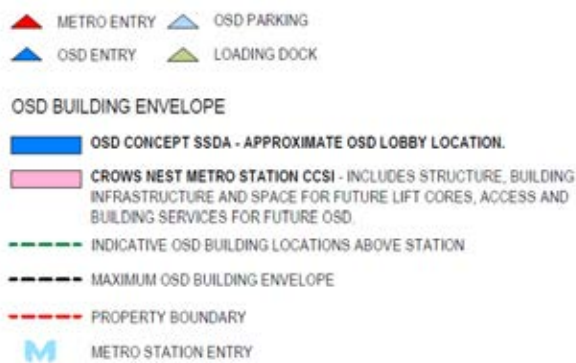 METRO ENTRY OSD PARKING
OSD ENTRY LOADING DOCK
OSD BUILDING ENVELOPE
OSD CONCEPT SSDA - APPROXIMATE OSD LOBBY LOCATION.
CROWS NEST METRO STATION CCSI - INCLUDES STRUCTURE, BUILDING
INFRASTRUCTURE AND SPACE FOR FUTURE LIFT CORES, ACCESS AND
BUILDING SERVICES FOR FUTURE OSD.
INDICATIVE OSD BUILDING LOCATIONS ABOVE STATION
MAXIMUM OSD BUILDING ENVELOPE
PROPERTY BOUNDARY
M METRO STATION ENTRY